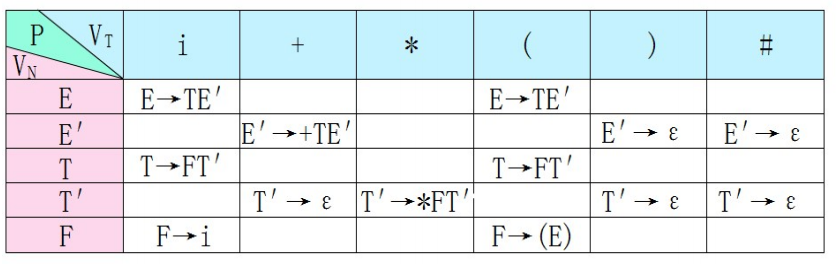 P V_T i + * ( ) #
V_N
E E→TE′ E→TE′
E′ E′→+TE′ E′→ε E′→ε
T T→FT′ T→FT′
T′ T′→ε T′→*FT′ T′→ε T′→ε
F F→i F→(E)